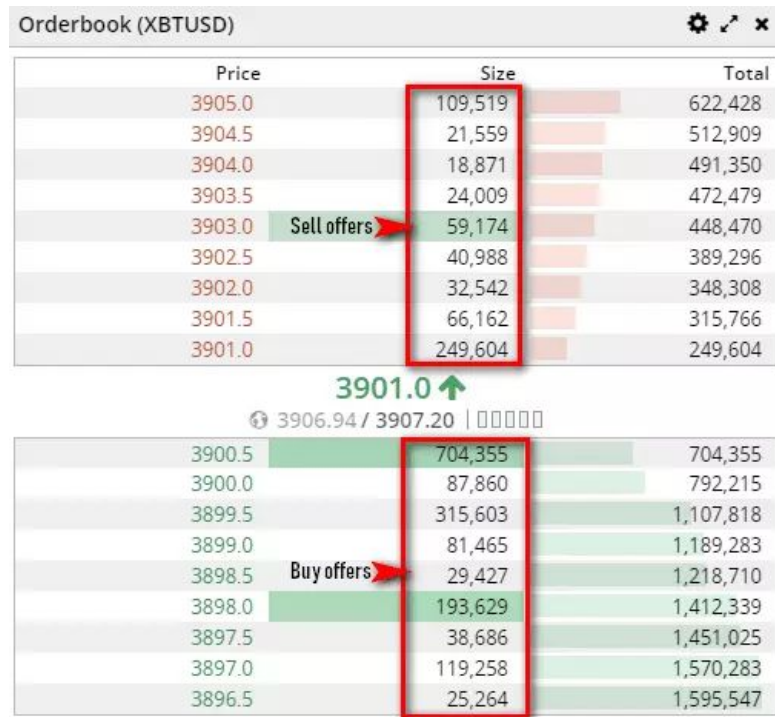 Orderbook (XBTUSD)
Price Size Total
3905.0 109,519 622,428
3904.5 21,559 512,909
3904.0 18,871 491,350
3903.5 24,009 472,479
3903.0 Sell offers 59,174 448,470
3902.5 40,988 389,296
3902.0 32,542 348,308
3901.5 66,162 315,766
3901.0 249,604 249,604
3901.0
3906.94 / 3907.20
3900.5 704,355 704,355
3900.0 87,860 792,215
3899.5 315,603 1,107,818
3899.0 81,465 1,189,283
3898.5 Buy offers 29,427 1,218,710
3898.0 193,629 1,412,339
3897.5 38,686 1,451,025
3897.0 119,258 1,570,283
3896.5 25,264 1,595,547